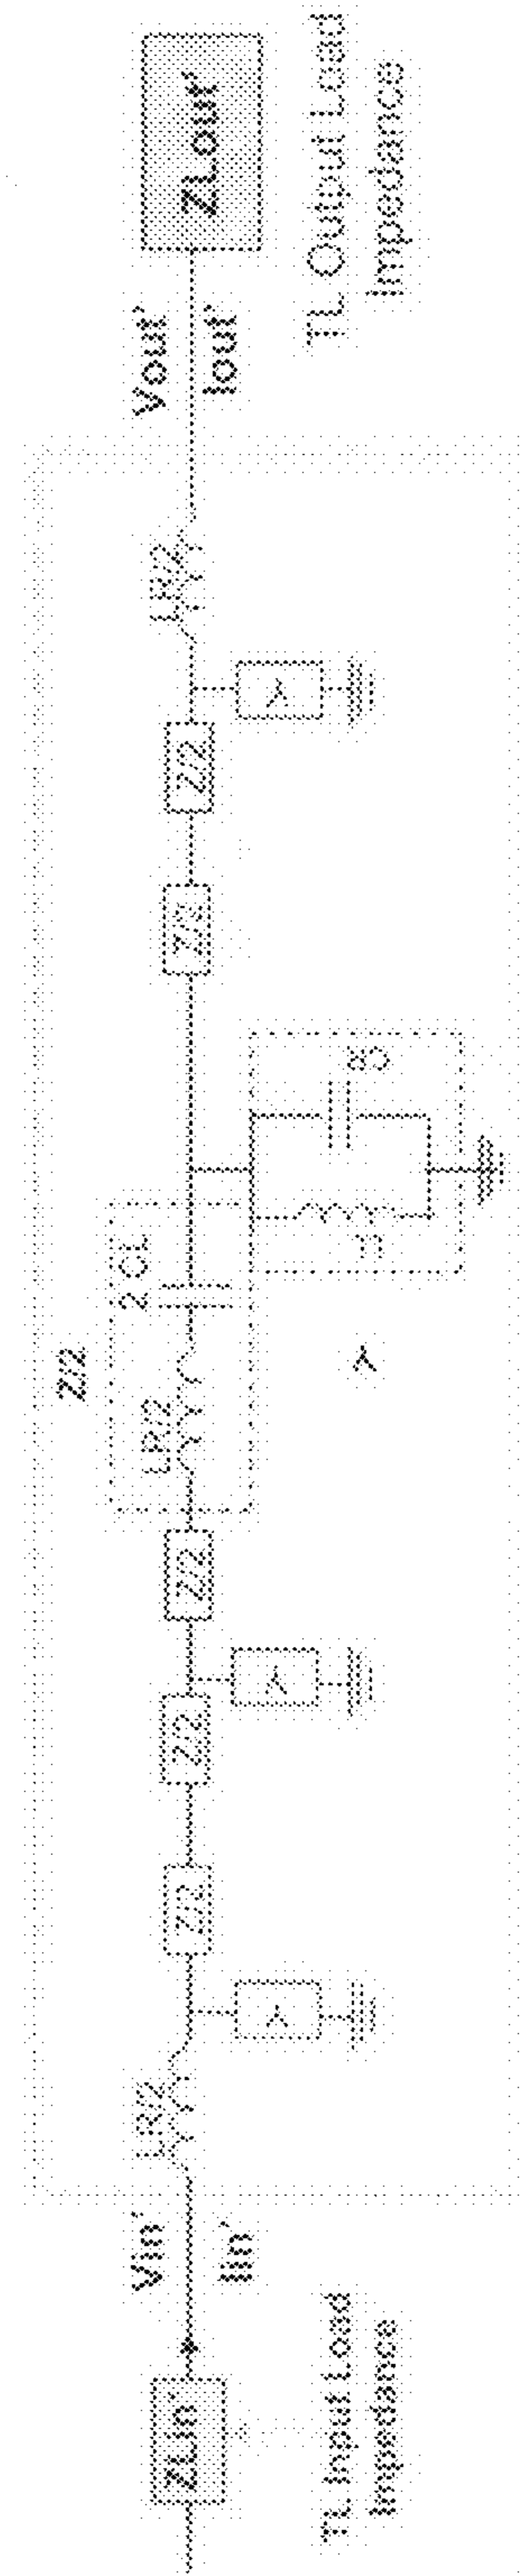 ZLin'
TL Input Load
Impedance
Vin'
Iin'
LR/2
Y
Z/2
Z/2
Y
Z/2
Z/2
LR/2
2 CL
Y
CR
Z/2
Z/2
Y
LR/2
Vout'
Iout'
ZLout'
TL Output Load
Impedance